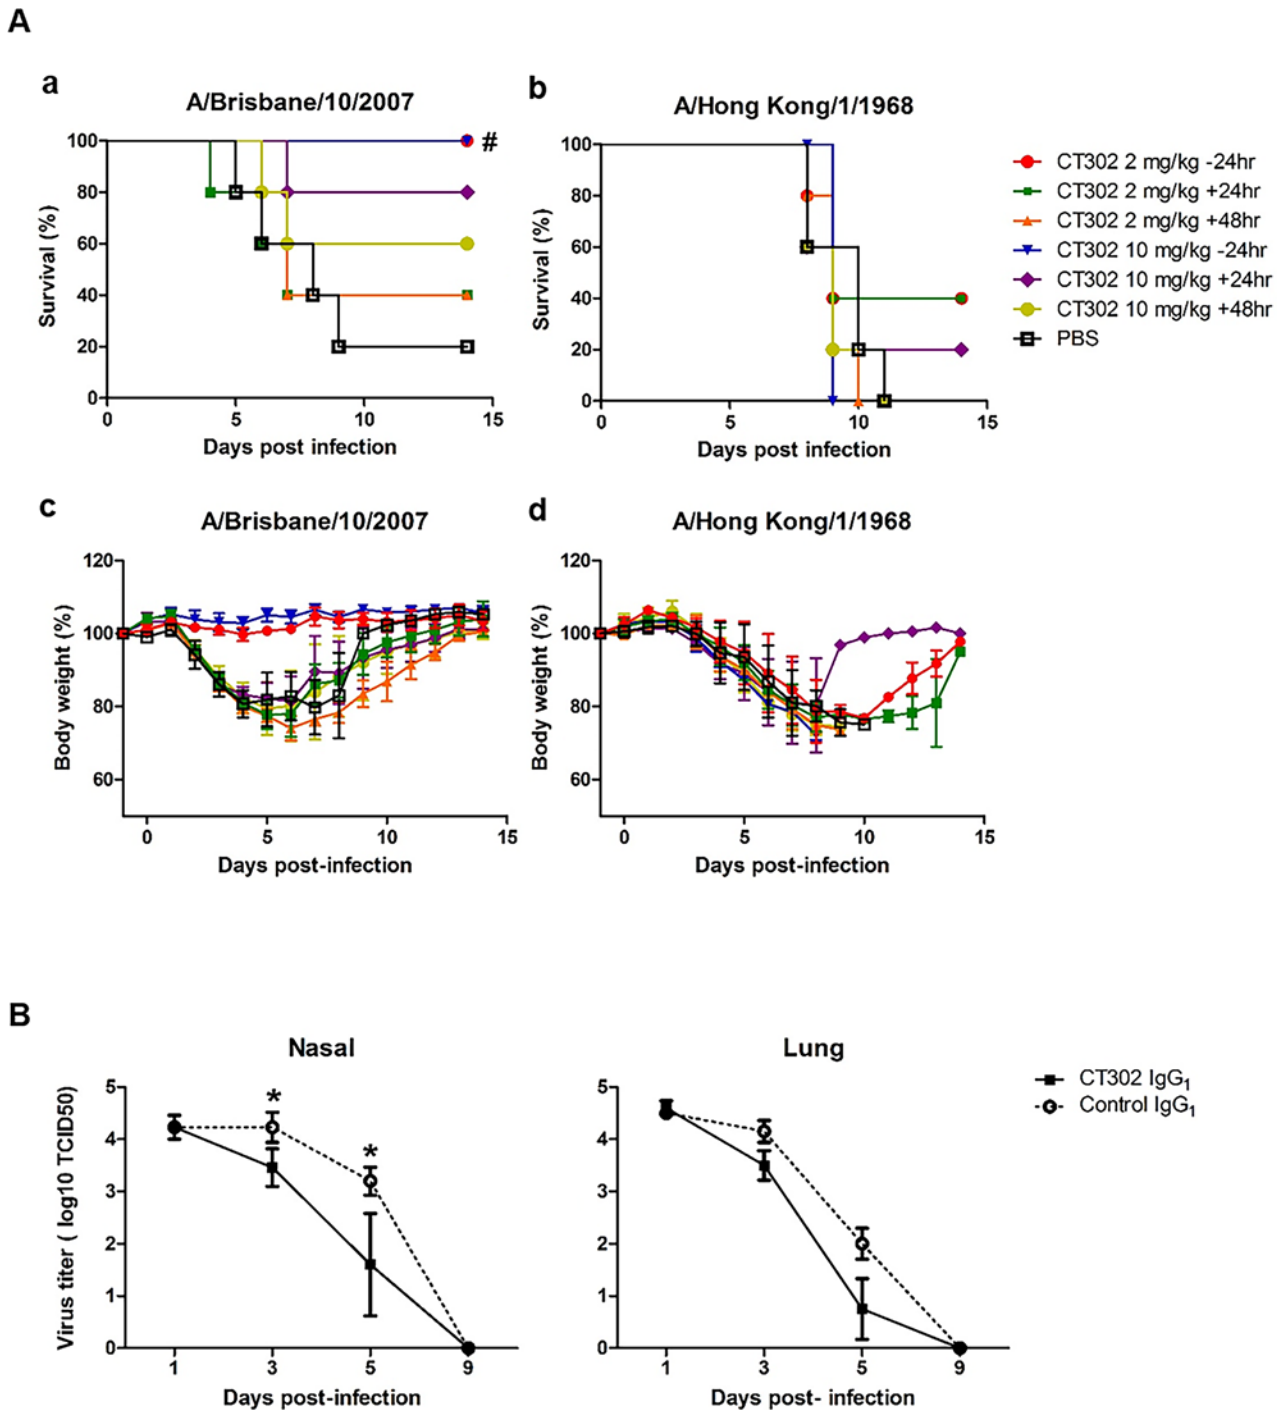 A
a
A/Brisbane/10/2007
100
80
60
40
20
0
Survival (%)
#
0 5 10 15
Days post infection
b
A/Hong Kong/1/1968
100
80
60
40
20
0
Survival (%)
0 5 10 15
Days post infection
CT302 2 mg/kg -24hr
CT302 2 mg/kg +24hr
CT302 2 mg/kg +48hr
CT302 10 mg/kg -24hr
CT302 10 mg/kg +24hr
CT302 10 mg/kg +48hr
PBS
c
A/Brisbane/10/2007
120
100
80
60
Body weight (%)
0 5 10 15
Days post-infection
d
A/Hong Kong/1/1968
120
100
80
60
Body weight (%)
0 5 10 15
Days post-infection
B
Nasal
5
4
3
2
1
0
Virus titer ( log10 TCID50)
*
*
1 3 5 9
Days post-infection
Lung
5
4
3
2
1
0
1 3 5 9
Days post- infection
CT302 IgG₁
Control IgG₁